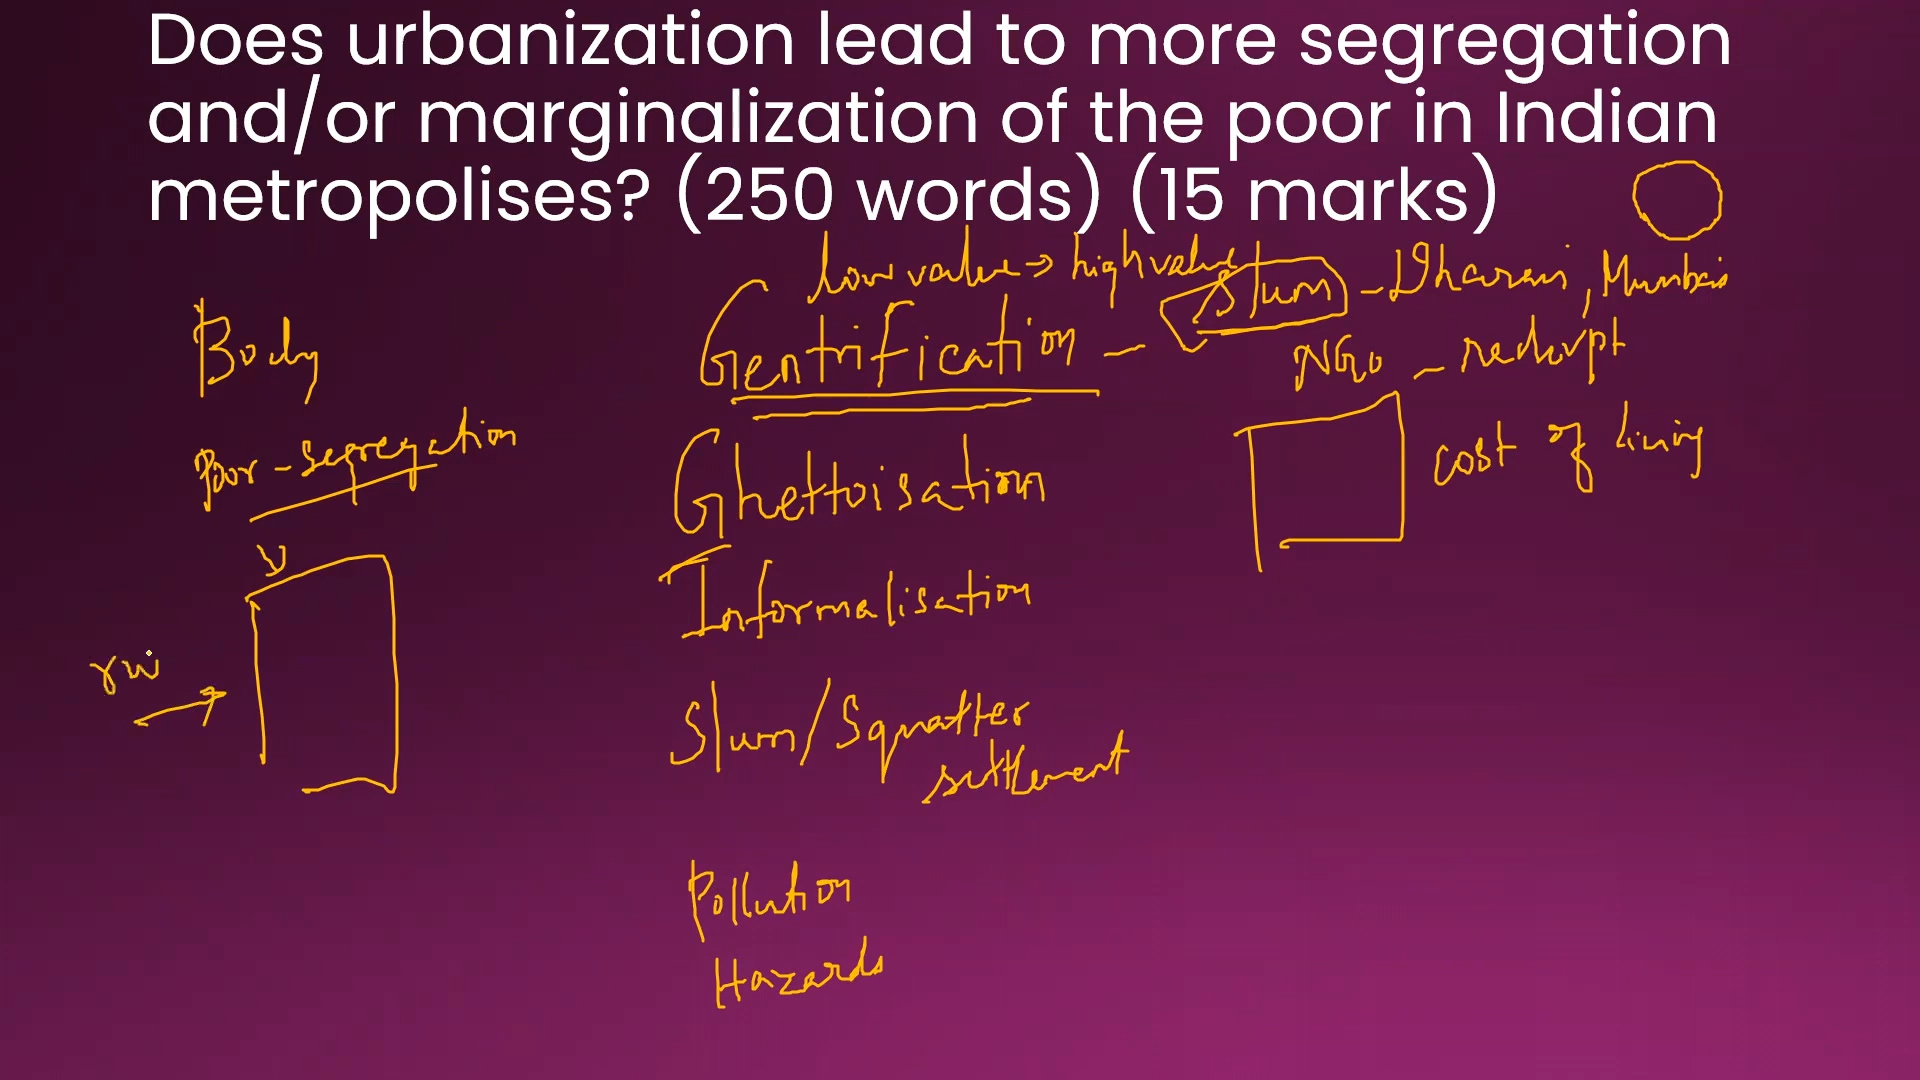 Does urbanization lead to more segregation
and/or marginalization of the poor in Indian
metropolises? (250 words) (15 marks)
low value → high value
Body
Gentrification - Slum - Dharavi, Mumbai
NGO - redevpt
Poor - segregation
cost of living
Ghettoisation
Informalisation
Slum/Squatter
settlement
Pollution
Hazards